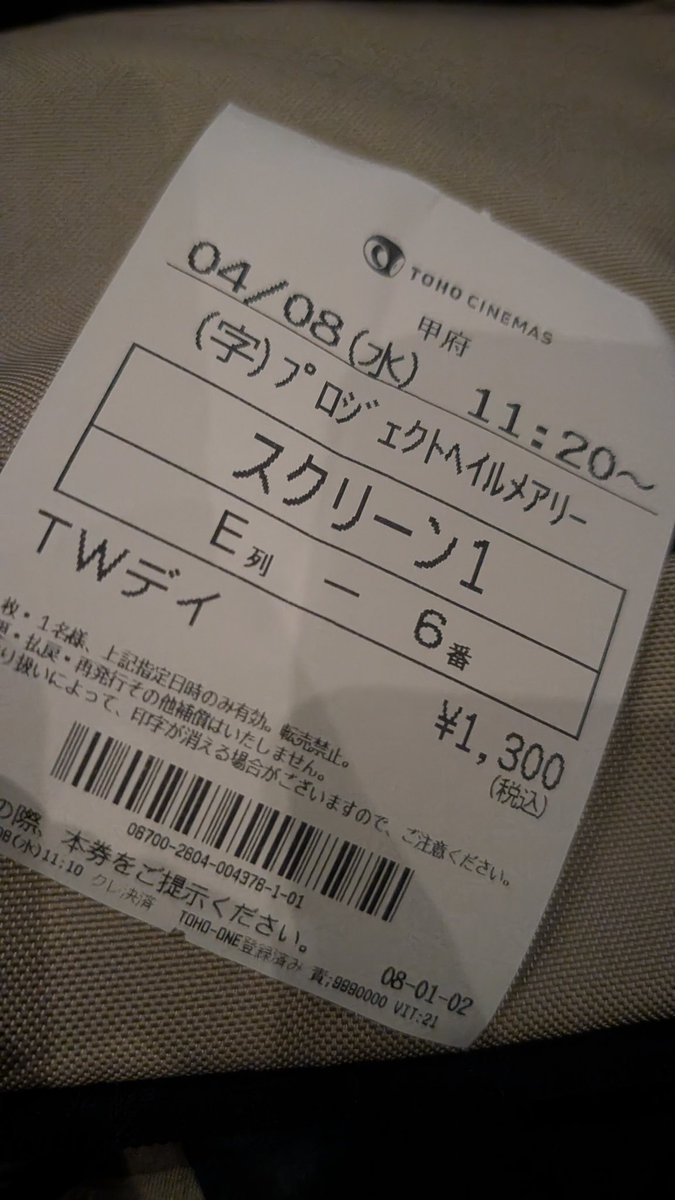 TOHO CINEMAS
甲府
04/08(水) 11:20~
(字)プロジェクトヘイルメアリー
スクリーン1
E列 － 6番
TWデイ
¥1,300
(税込)
枚・1名様、上記指定日時のみ有効。転売禁止。
・払戻・再発行その他補償はいたしません。
り扱いによって、印字が消える場合がございますので、ご注意ください。
08700-2604-004376-1-01
の際、本券をご提示ください。
08(水)11:10 クレ決済 TOHO-ONE登録済み 責:9990000 VIT:21
08-01-02